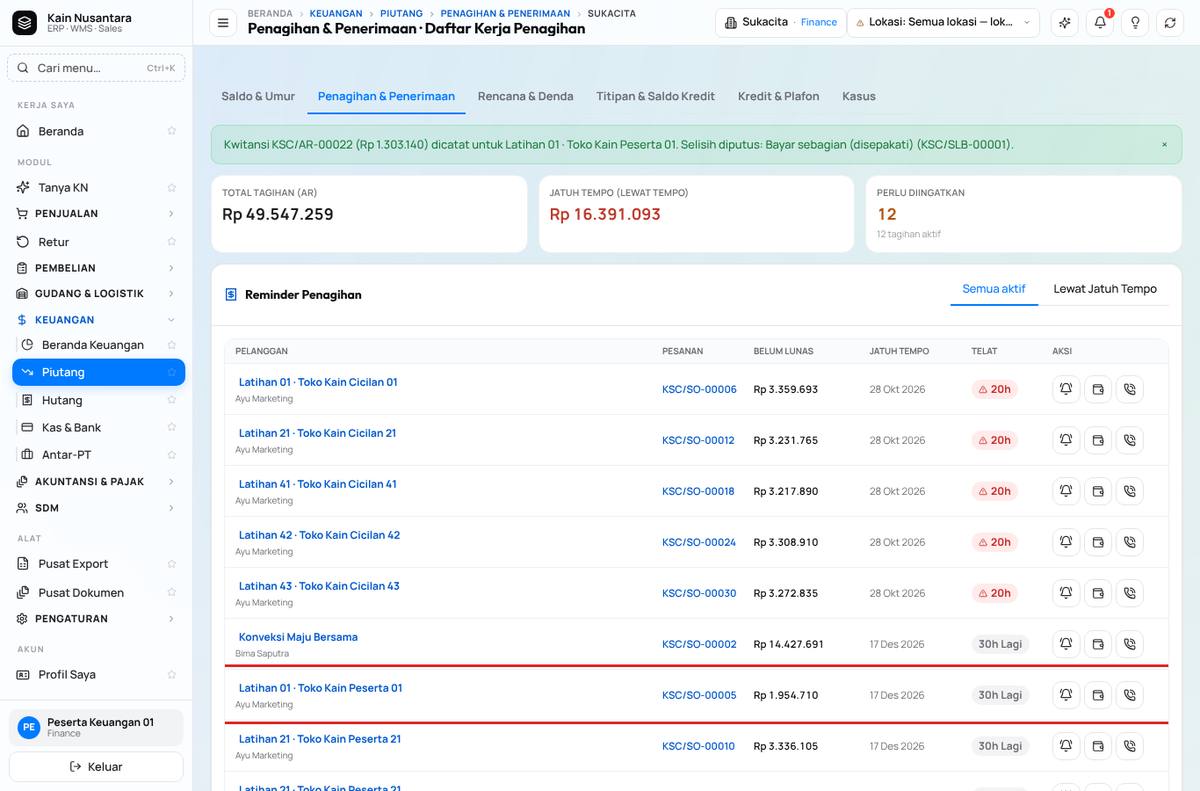 Kain Nusantara
ERP · WMS · Sales
Cari menu... Ctrl+K
KERJA SAYA
Beranda
MODUL
Tanya KN
PENJUALAN
Retur
PEMBELIAN
GUDANG & LOGISTIK
KEUANGAN
Beranda Keuangan
Piutang
Hutang
Kas & Bank
Antar-PT
AKUNTANSI & PAJAK
SDM
ALAT
Pusat Export
Pusat Dokumen
PENGATURAN
AKUN
Profil Saya
PE Peserta Keuangan 01
Finance
Keluar
BERANDA > KEUANGAN > PIUTANG > PENAGIHAN & PENERIMAAN > SUKACITA
Penagihan & Penerimaan · Daftar Kerja Penagihan
Sukacita · Finance
Lokasi: Semua lokasi — lok...
1
Saldo & Umur Penagihan & Penerimaan Rencana & Denda Titipan & Saldo Kredit Kredit & Plafon Kasus
Kwitansi KSC/AR-00022 (Rp 1.303.140) dicatat untuk Latihan 01 · Toko Kain Peserta 01. Selisih diputus: Bayar sebagian (disepakati) (KSC/SLB-00001). ×
TOTAL TAGIHAN (AR)
Rp 49.547.259
JATUH TEMPO (LEWAT TEMPO)
Rp 16.391.093
PERLU DIINGATKAN
12
12 tagihan aktif
Reminder Penagihan
Semua aktif Lewat Jatuh Tempo
PELANGGAN PESANAN BELUM LUNAS JATUH TEMPO TELAT AKSI
Latihan 01 · Toko Kain Cicilan 01 KSC/SO-00006 Rp 3.359.693 28 Okt 2026 20h
Ayu Marketing
Latihan 21 · Toko Kain Cicilan 21 KSC/SO-00012 Rp 3.231.765 28 Okt 2026 20h
Ayu Marketing
Latihan 41 · Toko Kain Cicilan 41 KSC/SO-00018 Rp 3.217.890 28 Okt 2026 20h
Ayu Marketing
Latihan 42 · Toko Kain Cicilan 42 KSC/SO-00024 Rp 3.308.910 28 Okt 2026 20h
Ayu Marketing
Latihan 43 · Toko Kain Cicilan 43 KSC/SO-00030 Rp 3.272.835 28 Okt 2026 20h
Ayu Marketing
Konveksi Maju Bersama KSC/SO-00002 Rp 14.427.691 17 Des 2026 30h Lagi
Bima Saputra
Latihan 01 · Toko Kain Peserta 01 KSC/SO-00005 Rp 1.954.710 17 Des 2026 30h Lagi
Ayu Marketing
Latihan 21 · Toko Kain Peserta 21 KSC/SO-00010 Rp 3.336.105 17 Des 2026 30h Lagi
Ayu Marketing
Latihan 21 · Toko Kain Peserta 21